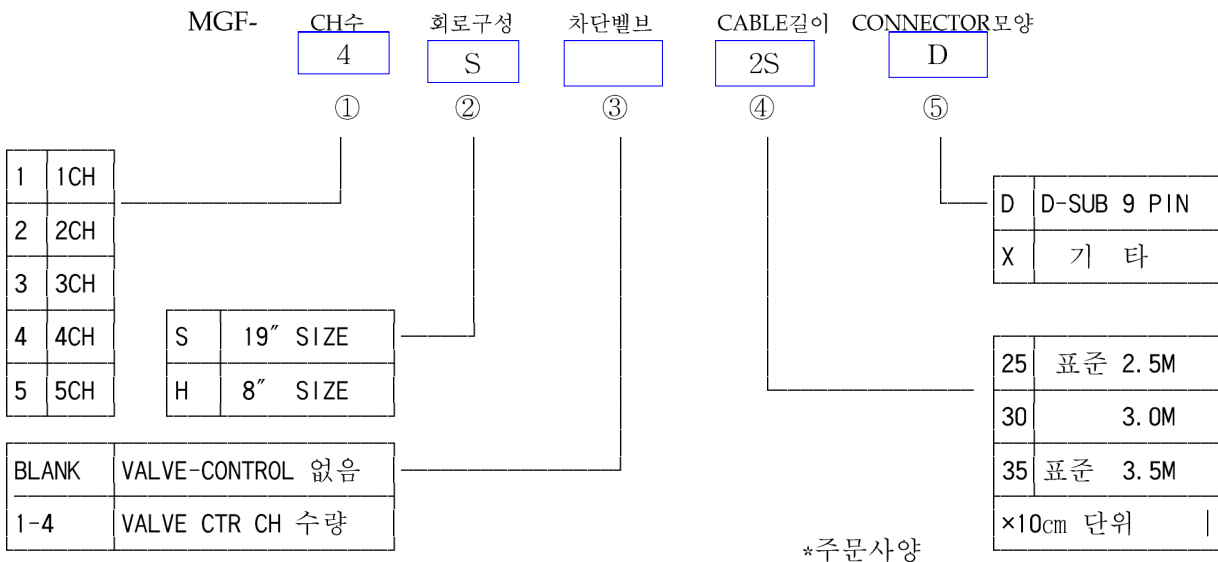 MGF- CH수 회로구성 차단벨브 CABLE길이 CONNECTOR모양
4 S 2S D
① ② ③ ④ ⑤
1 1CH
2 2CH
3 3CH
4 4CH
5 5CH
S 19″ SIZE
H 8″ SIZE
BLANK VALVE-CONTROL 없음
1-4 VALVE CTR CH 수량
D D-SUB 9 PIN
X 기 타
25 표준 2.5M
30 3.0M
35 표준 3.5M
×10cm 단위
*주문사양